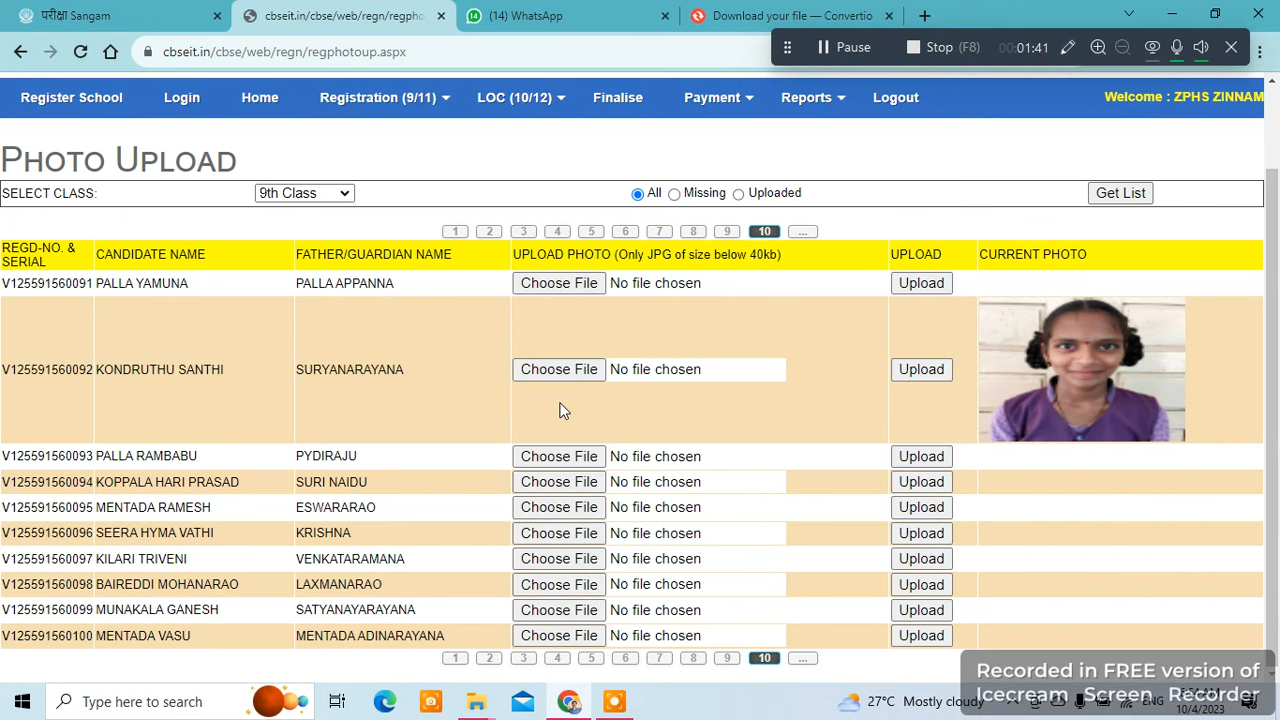 परीक्षा Sangam
cbseit.in/cbse/web/regn/regpho
(14) WhatsApp
Download your file — Convertio
cbseit.in/cbse/web/regn/regphotoup.aspx
Pause
Stop (F8)
00:01:41
Register School
Login
Home
Registration (9/11)
LOC (10/12)
Finalise
Payment
Reports
Logout
Welcome : ZPHS ZINNAM
PHOTO UPLOAD
SELECT CLASS:
9th Class
All
Missing
Uploaded
Get List
1 2 3 4 5 6 7 8 9 10 ...
REGD-NO. & SERIAL CANDIDATE NAME FATHER/GUARDIAN NAME UPLOAD PHOTO (Only JPG of size below 40kb) UPLOAD CURRENT PHOTO
V125591560091 PALLA YAMUNA PALLA APPANNA Choose File No file chosen Upload
V125591560092 KONDRUTHU SANTHI SURYANARAYANA Choose File No file chosen Upload
V125591560093 PALLA RAMBABU PYDIRAJU Choose File No file chosen Upload
V125591560094 KOPPALA HARI PRASAD SURI NAIDU Choose File No file chosen Upload
V125591560095 MENTADA RAMESH ESWARARAO Choose File No file chosen Upload
V125591560096 SEERA HYMA VATHI KRISHNA Choose File No file chosen Upload
V125591560097 KILARI TRIVENI VENKATARAMANA Choose File No file chosen Upload
V125591560098 BAIREDDI MOHANARAO LAXMANARAO Choose File No file chosen Upload
V125591560099 MUNAKALA GANESH SATYANAYARAYANA Choose File No file chosen Upload
V125591560100 MENTADA VASU MENTADA ADINARAYANA Choose File No file chosen Upload
1 2 3 4 5 6 7 8 9 10 ...
Recorded in FREE version of
Icecream Screen Recorder
Type here to search
27°C Mostly cloudy
ENG
10/4/2023